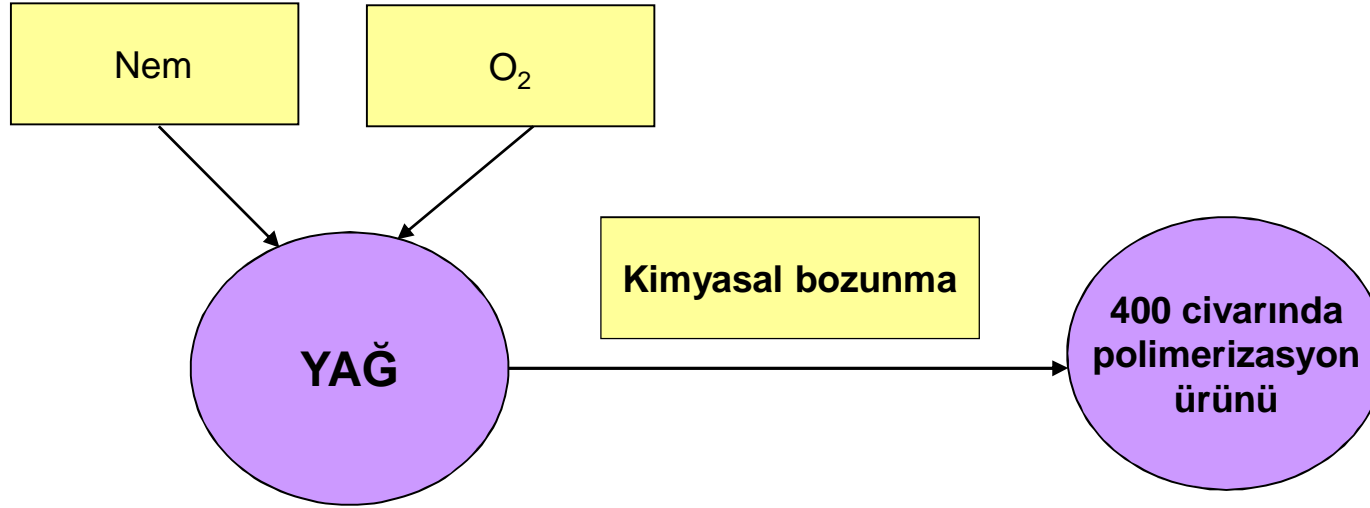 Nem
O₂
YAĞ
Kimyasal bozunma
400 civarında
polimerizasyon
ürünü